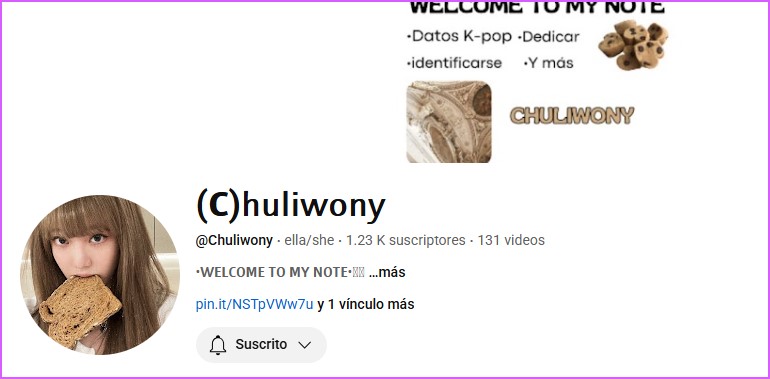 WELCOME TO MY NOTE
•Datos K-pop •Dedicar
•identificarse •Y más
CHULIWONY
(C)huliwony
@Chuliwony · ella/she · 1.23 K suscriptores · 131 videos
•WELCOME TO MY NOTE• ...más
pin.it/NSTpVWw7u y 1 vínculo más
Suscrito